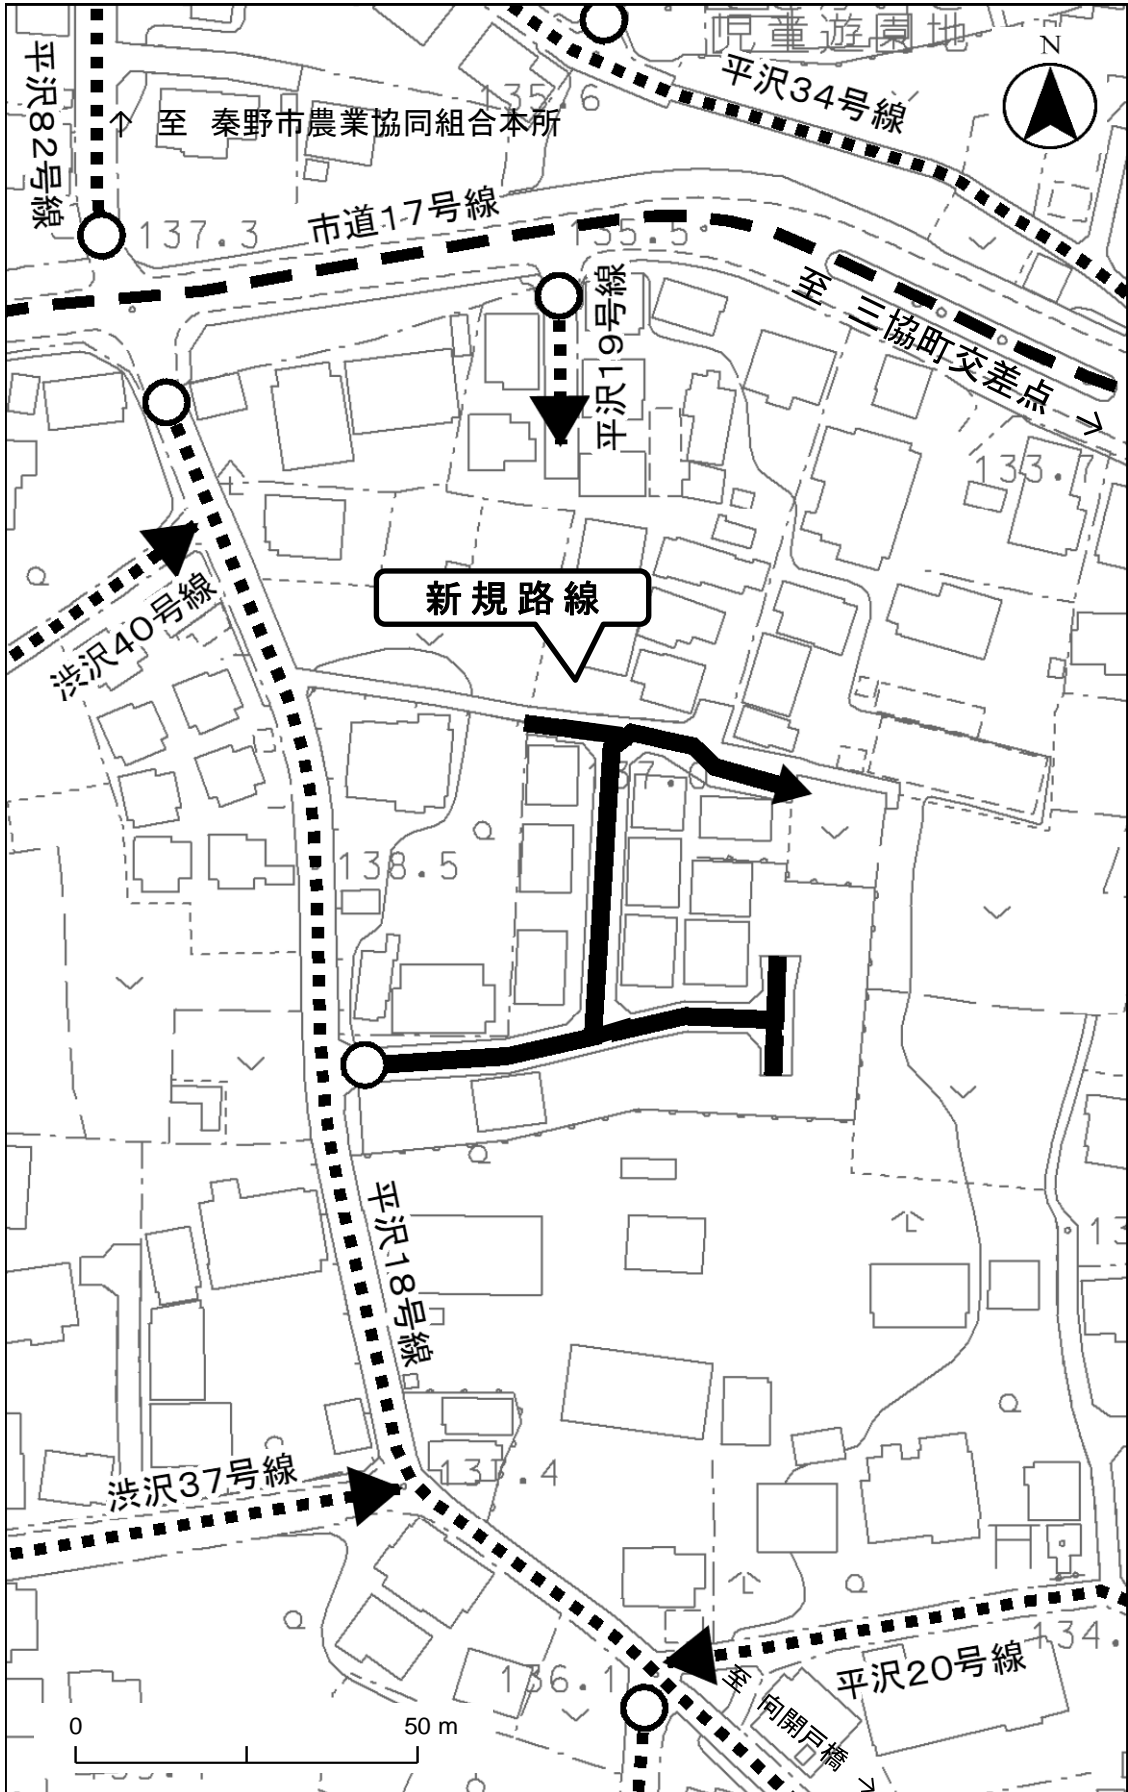 児童遊園地
N
平沢34号線
135.6
平沢82号線
↑ 至 秦野市農業協同組合本所
市道17号線
137.3
135.5
平沢19号線
至 三協町交差点 →
133.7
新規路線
渋沢40号線
138.5
平沢18号線
渋沢37号線
136.1
平沢20号線
134.
至 向開戸橋 →
0 50 m